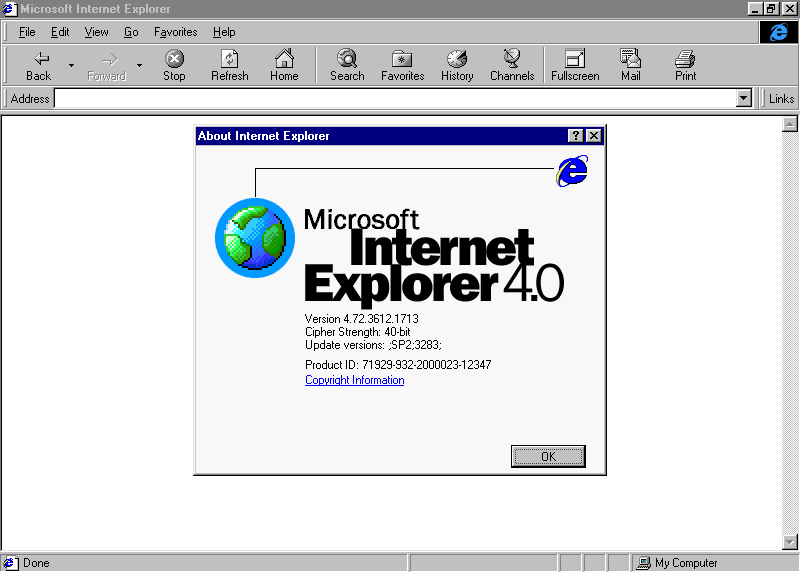 Microsoft Internet Explorer
File Edit View Go Favorites Help
Back Forward Stop Refresh Home Search Favorites History Channels Fullscreen Mail Print
Address Links
About Internet Explorer
Microsoft
Internet
Explorer 4.0
Version 4.72.3612.1713
Cipher Strength: 40-bit
Update versions: ;SP2;3283;
Product ID: 71929-932-2000023-12347
Copyright Information
OK
Done My Computer